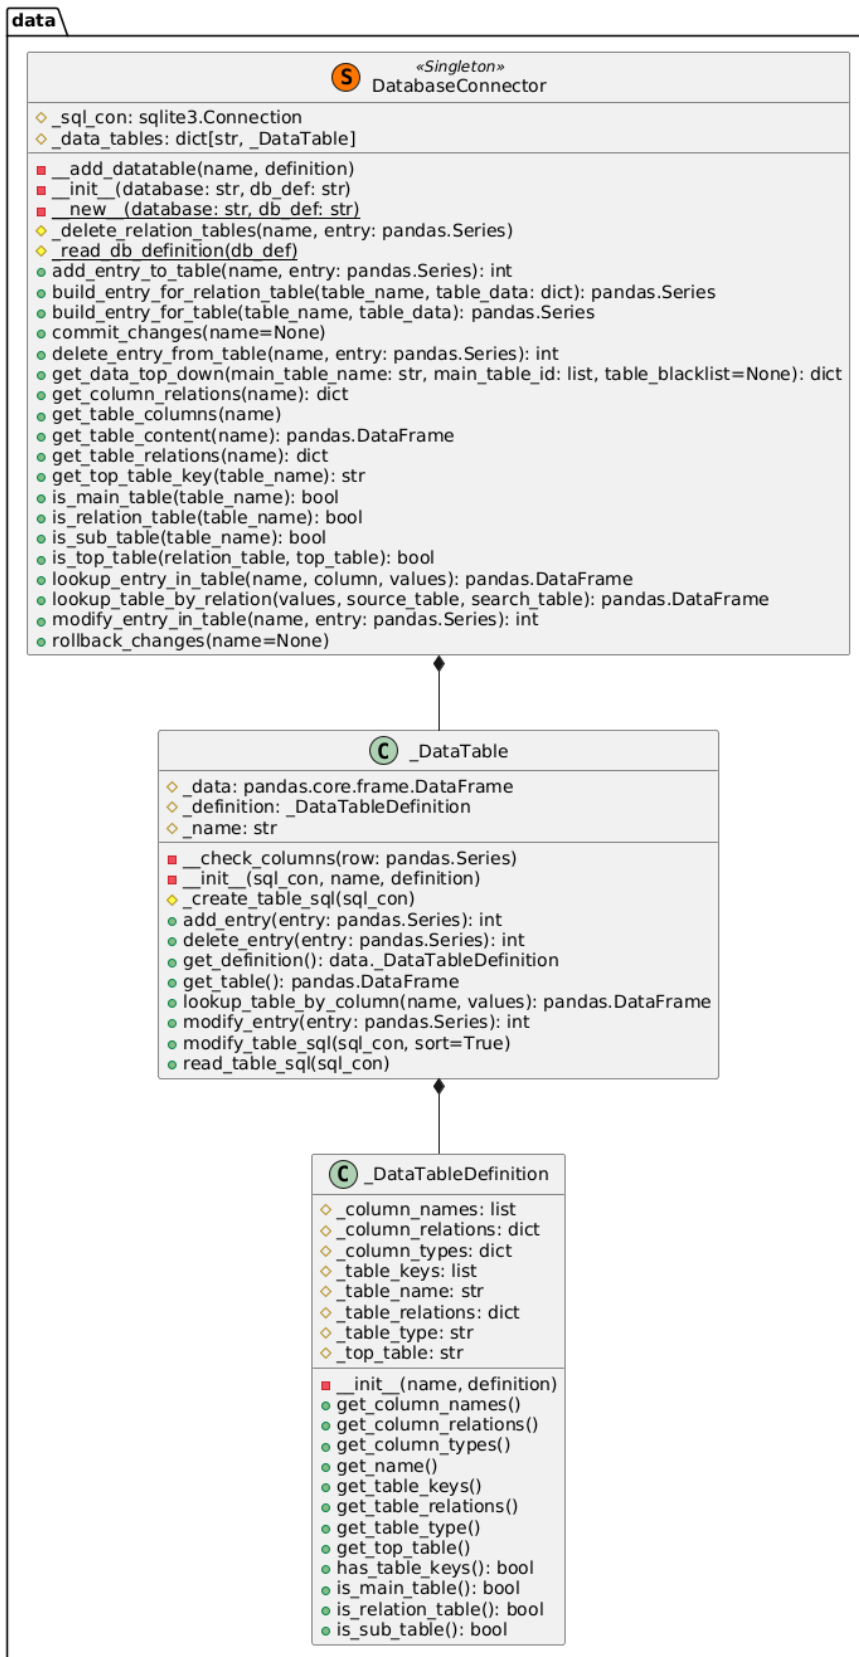 data
«Singleton»
S
DatabaseConnector
_sql_con: sqlite3.Connection
_data_tables: dict[str, _DataTable]
__add_datatable(name, definition)
__init__(database: str, db_def: str)
__new__(database: str, db_def: str)
_delete_relation_tables(name, entry: pandas.Series)
_read_db_definition(db_def)
add_entry_to_table(name, entry: pandas.Series): int
build_entry_for_relation_table(table_name, table_data: dict): pandas.Series
build_entry_for_table(table_name, table_data): pandas.Series
commit_changes(name=None)
delete_entry_from_table(name, entry: pandas.Series): int
get_data_top_down(main_table_name: str, main_table_id: list, table_blacklist=None): dict
get_column_relations(name): dict
get_table_columns(name)
get_table_content(name): pandas.DataFrame
get_table_relations(name): dict
get_top_table_key(table_name): str
is_main_table(table_name): bool
is_relation_table(table_name): bool
is_sub_table(table_name): bool
is_top_table(relation_table, top_table): bool
lookup_entry_in_table(name, column, values): pandas.DataFrame
lookup_table_by_relation(values, source_table, search_table): pandas.DataFrame
modify_entry_in_table(name, entry: pandas.Series): int
rollback_changes(name=None)
C _DataTable
_data: pandas.core.frame.DataFrame
_definition: _DataTableDefinition
_name: str
__check_columns(row: pandas.Series)
__init__(sql_con, name, definition)
_create_table_sql(sql_con)
add_entry(entry: pandas.Series): int
delete_entry(entry: pandas.Series): int
get_definition(): data._DataTableDefinition
get_table(): pandas.DataFrame
lookup_table_by_column(name, values): pandas.DataFrame
modify_entry(entry: pandas.Series): int
modify_table_sql(sql_con, sort=True)
read_table_sql(sql_con)
C _DataTableDefinition
_column_names: list
_column_relations: dict
_column_types: dict
_table_keys: list
_table_name: str
_table_relations: dict
_table_type: str
_top_table: str
__init__(name, definition)
get_column_names()
get_column_relations()
get_column_types()
get_name()
get_table_keys()
get_table_relations()
get_table_type()
get_top_table()
has_table_keys(): bool
is_main_table(): bool
is_relation_table(): bool
is_sub_table(): bool